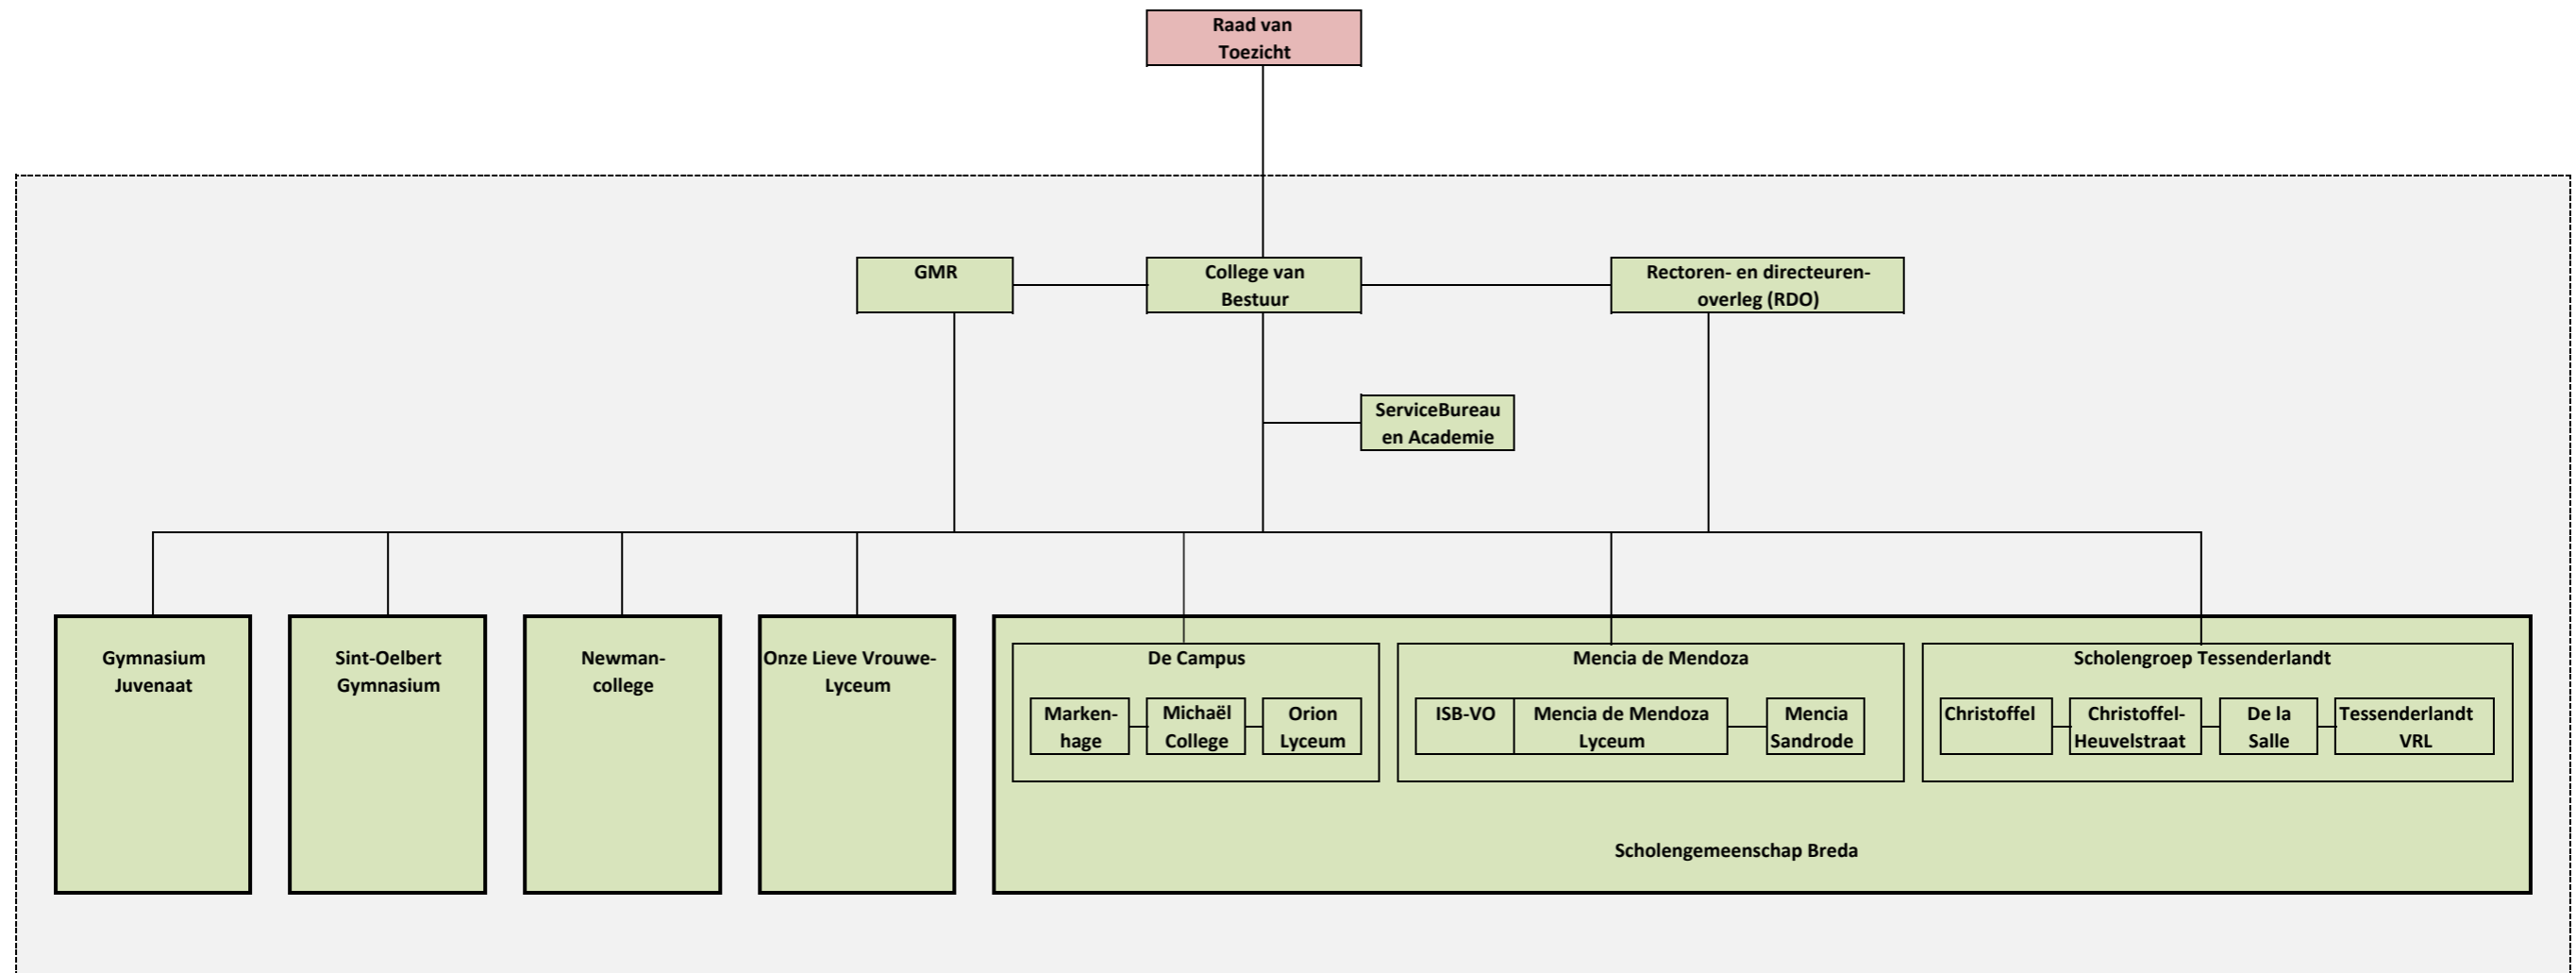 Raad van
Toezicht
GMR
College van
Bestuur
Rectoren- en directeuren-
overleg (RDO)
ServiceBureau
en Academie
Gymnasium
Juvenaat
Sint-Oelbert
Gymnasium
Newman-
college
Onze Lieve Vrouwe-
Lyceum
De Campus
Marken-
hage
Michaël
College
Orion
Lyceum
Mencia de Mendoza
ISB-VO
Mencia de Mendoza
Lyceum
Mencia
Sandrode
Scholengroep Tessenderlandt
Christoffel
Christoffel-
Heuvelstraat
De la
Salle
Tessenderlandt
VRL
Scholengemeenschap Breda